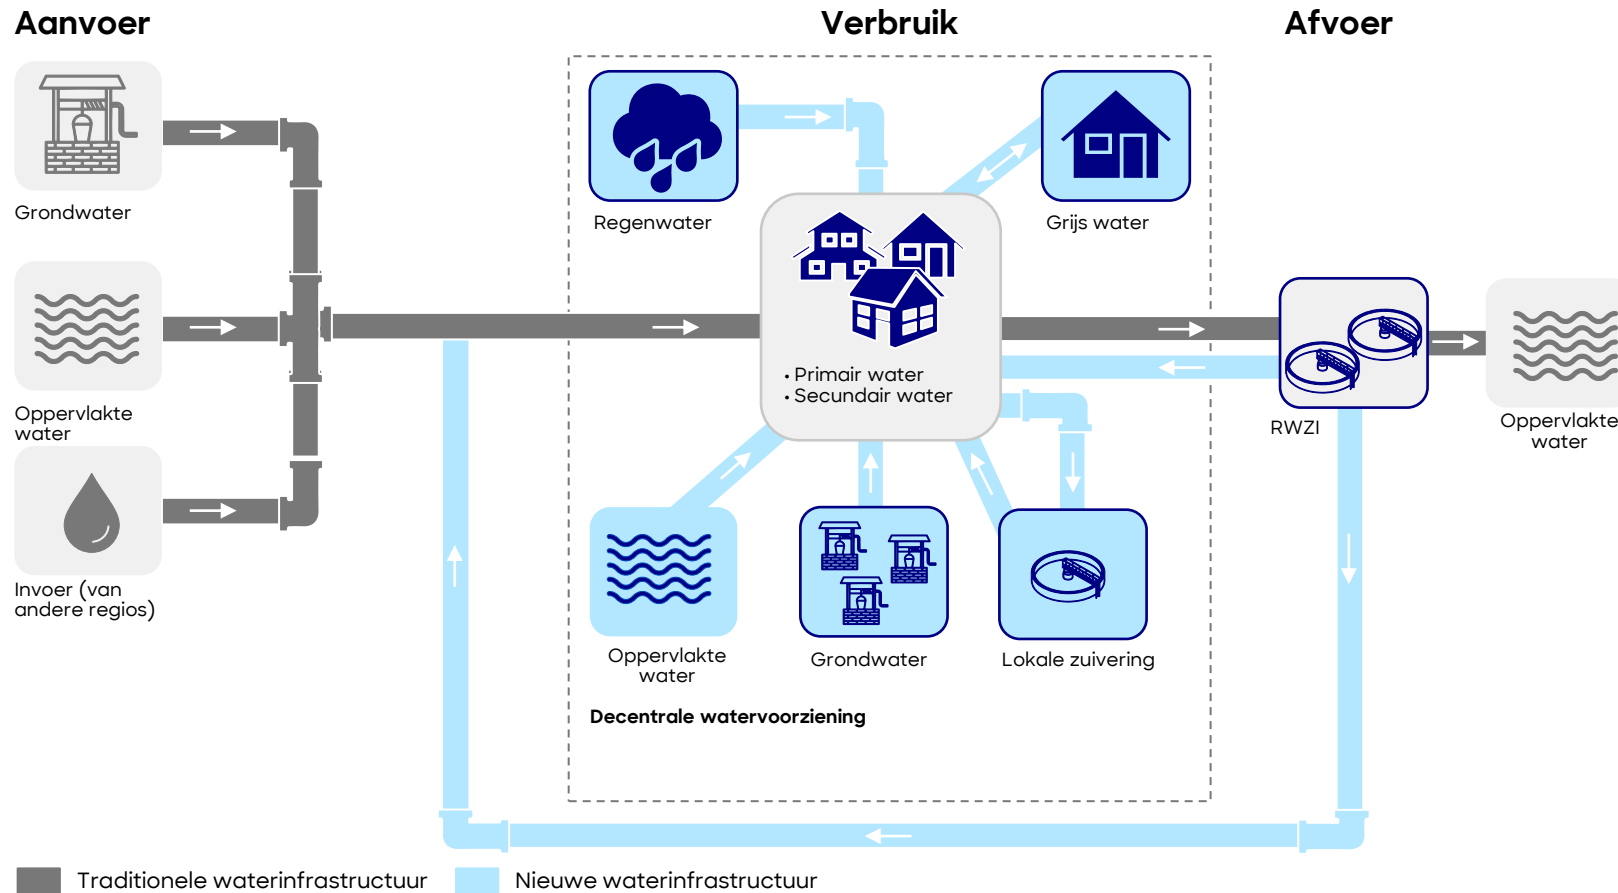 Aanvoer
Verbruik
Afvoer
Grondwater
Oppervlakte
water
Invoer (van
andere regios)
Regenwater
Grijs water
• Primair water
• Secundair water
Oppervlakte
water
Grondwater
Lokale zuivering
Decentrale watervoorziening
RWZI
Oppervlakte
water
Traditionele waterinfrastructuur
Nieuwe waterinfrastructuur